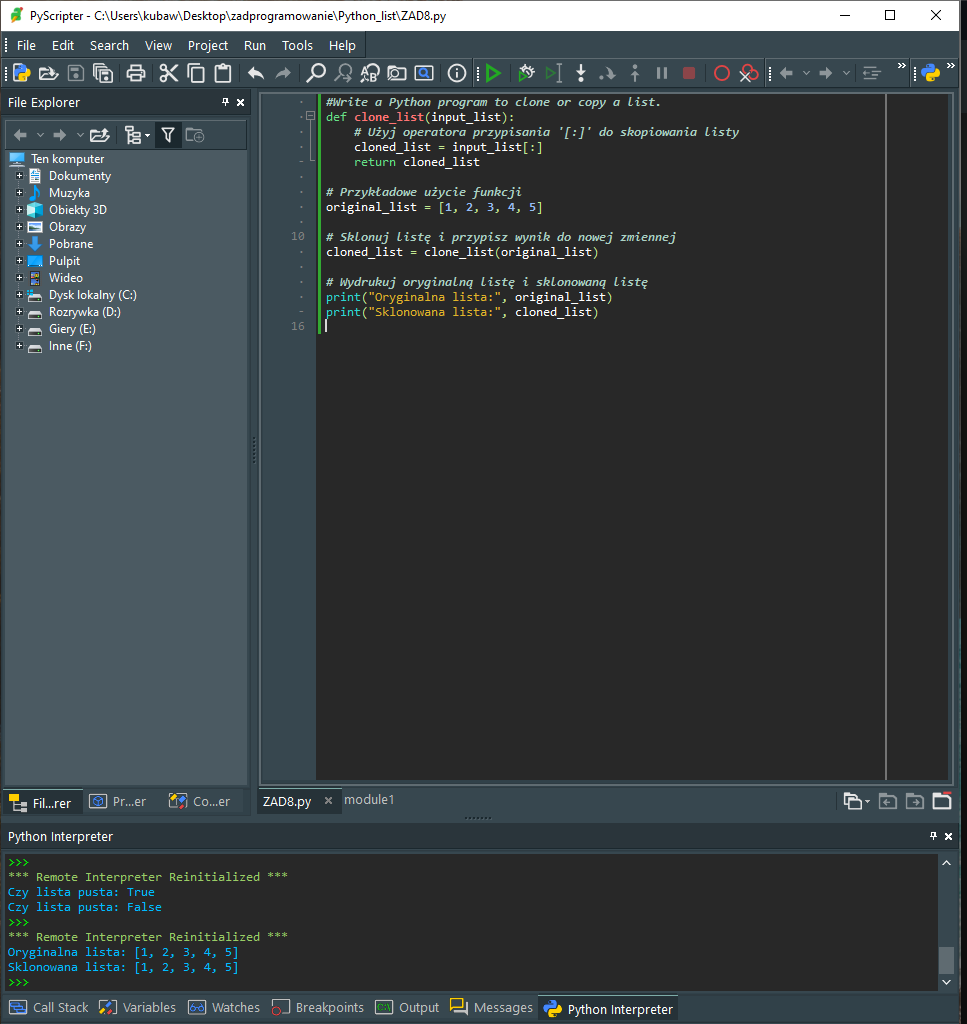 PyScripter - C:\Users\kubaw\Desktop\zadprogramowanie\Python_list\ZAD8.py
File Edit Search View Project Run Tools Help
File Explorer
Ten komputer
Dokumenty
Muzyka
Obiekty 3D
Obrazy
Pobrane
Pulpit
Wideo
Dysk lokalny (C:)
Rozrywka (D:)
Giery (E:)
Inne (F:)
Fil...rer Pr...er Co...er
#Write a Python program to clone or copy a list.
def clone_list(input_list):
    # Użyj operatora przypisania '[:]' do skopiowania listy
    cloned_list = input_list[:]
    return cloned_list
# Przykładowe użycie funkcji
original_list = [1, 2, 3, 4, 5]
10 # Sklonuj listę i przypisz wynik do nowej zmiennej
cloned_list = clone_list(original_list)
# Wydrukuj oryginalną listę i sklonowaną listę
print("Oryginalna lista:", original_list)
print("Sklonowana lista:", cloned_list)
16
ZAD8.py module1
Python Interpreter
>>>
*** Remote Interpreter Reinitialized ***
Czy lista pusta: True
Czy lista pusta: False
>>>
*** Remote Interpreter Reinitialized ***
Oryginalna lista: [1, 2, 3, 4, 5]
Sklonowana lista: [1, 2, 3, 4, 5]
>>>
Call Stack Variables Watches Breakpoints Output Messages Python Interpreter